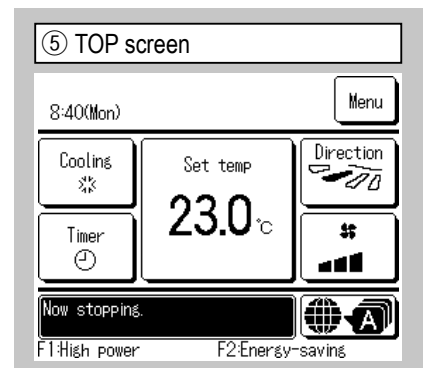 ⑤ TOP screen
8:40(Mon)
Menu
Cooling
Set temp
Direction
23.0℃
Timer
Now stopping.
A
F1:High power F2:Energy-saving